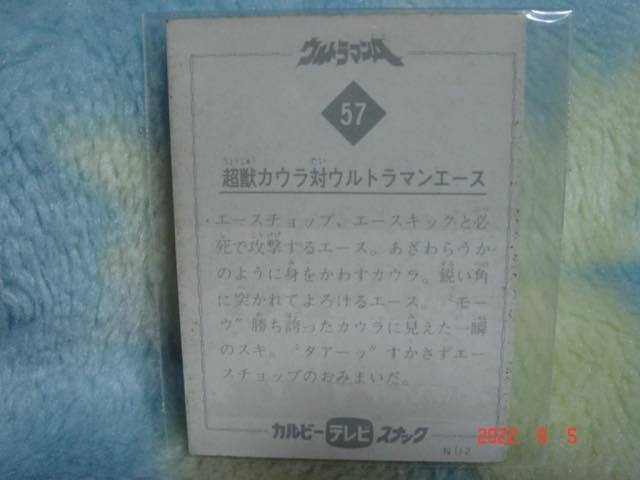 ウルトラマンA
57
超獣カウラ対ウルトラマンエース
エースチョップ、エースキックと必
死で攻撃するエース。あざわらうか
のように身をかわすカウラ。鋭い角
に突かれてよろけるエース。〝モー
ウ〟勝ち誇ったカウラに見えた一瞬
のスキ。〝タアーッ〟すかさずエー
スチョップのおみまいだ。
カルビー テレビ スナック
2022 8 5